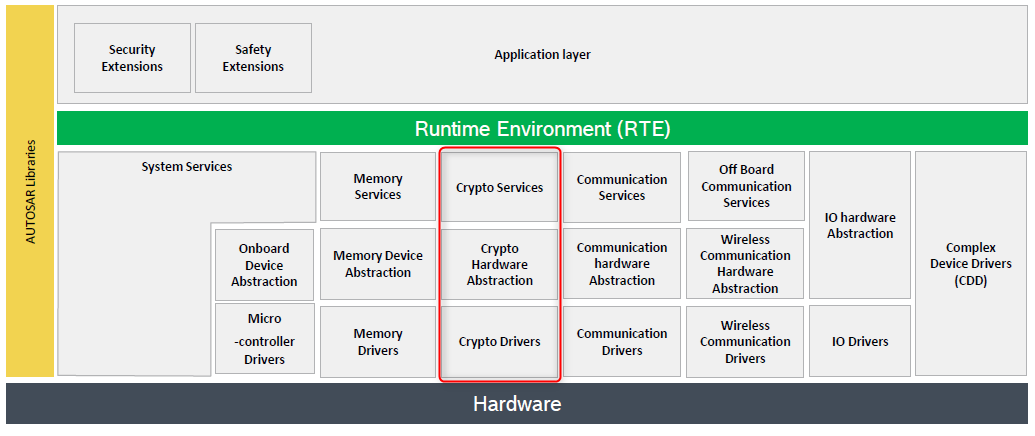 AUTOSAR Libraries
Security
Extensions
Safety
Extensions
Application layer
Runtime Environment (RTE)
System Services
Onboard
Device
Abstraction
Micro
-controller
Drivers
Memory
Services
Memory Device
Abstraction
Memory
Drivers
Crypto Services
Crypto
Hardware
Abstraction
Crypto Drivers
Communication
Services
Communication
hardware
Abstraction
Communication
Drivers
Off Board
Communication
Services
Wireless
Communication
Hardware
Abstraction
Wireless
Communication
Drivers
IO hardware
Abstraction
IO Drivers
Complex
Device Drivers
(CDD)
Hardware